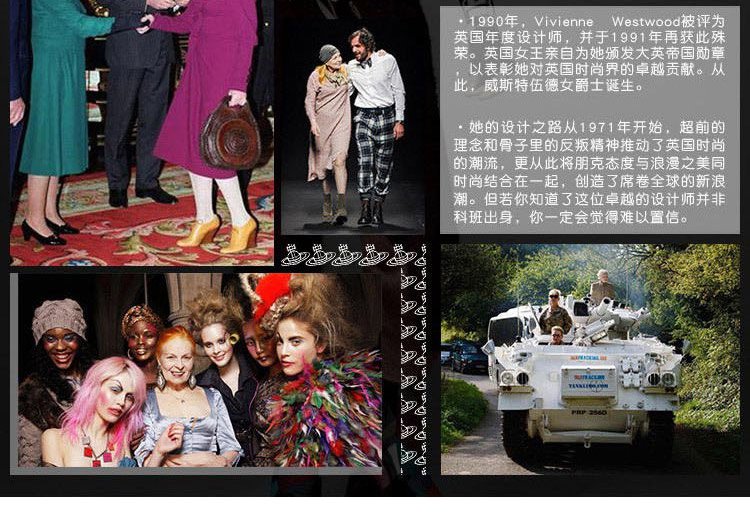 ·1990年，Vivienne Westwood被评为
英国年度设计师，并于1991年再获此殊
荣。英国女王亲自为她颁发大英帝国勋章
，以表彰她对英国时尚界的卓越贡献。从
此，威斯特伍德女爵士诞生。
·她的设计之路从1971年开始，超前的
理念和骨子里的反叛精神推动了英国时尚
的潮流，更从此将朋克态度与浪漫之美同
时尚结合在一起，创造了席卷全球的新浪
潮。但若你知道了这位卓越的设计师并非
科班出身，你一定会觉得难以置信。